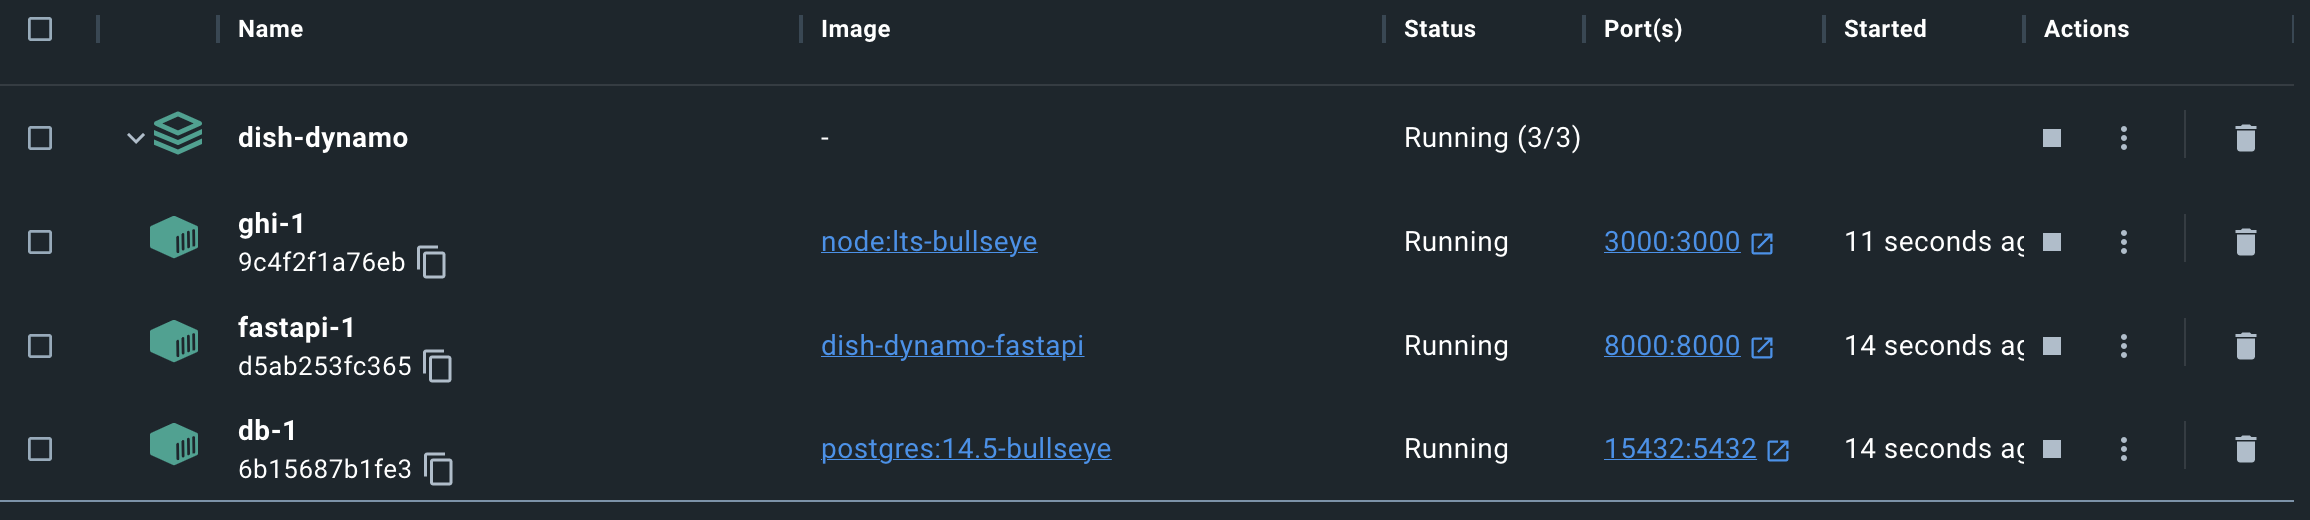 Name Image Status Port(s) Started Actions
dish-dynamo - Running (3/3)
ghi-1
9c4f2f1a76eb node:lts-bullseye Running 3000:3000 11 seconds ag
fastapi-1
d5ab253fc365 dish-dynamo-fastapi Running 8000:8000 14 seconds ag
db-1
6b15687b1fe3 postgres:14.5-bullseye Running 15432:5432 14 seconds ag